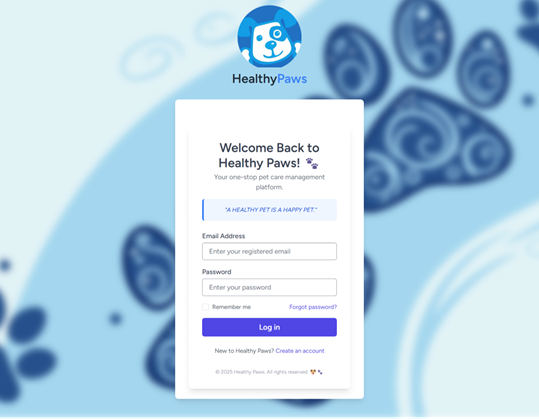 HealthyPaws
Welcome Back to
Healthy Paws! 🐾
Your one-stop pet care management
platform.
"A HEALTHY PET IS A HAPPY PET."
Email Address
Enter your registered email
Password
Enter your password
Remember me Forgot password?
Log in
New to Healthy Paws? Create an account
© 2025 Healthy Paws. All rights reserved. 🐶🐾